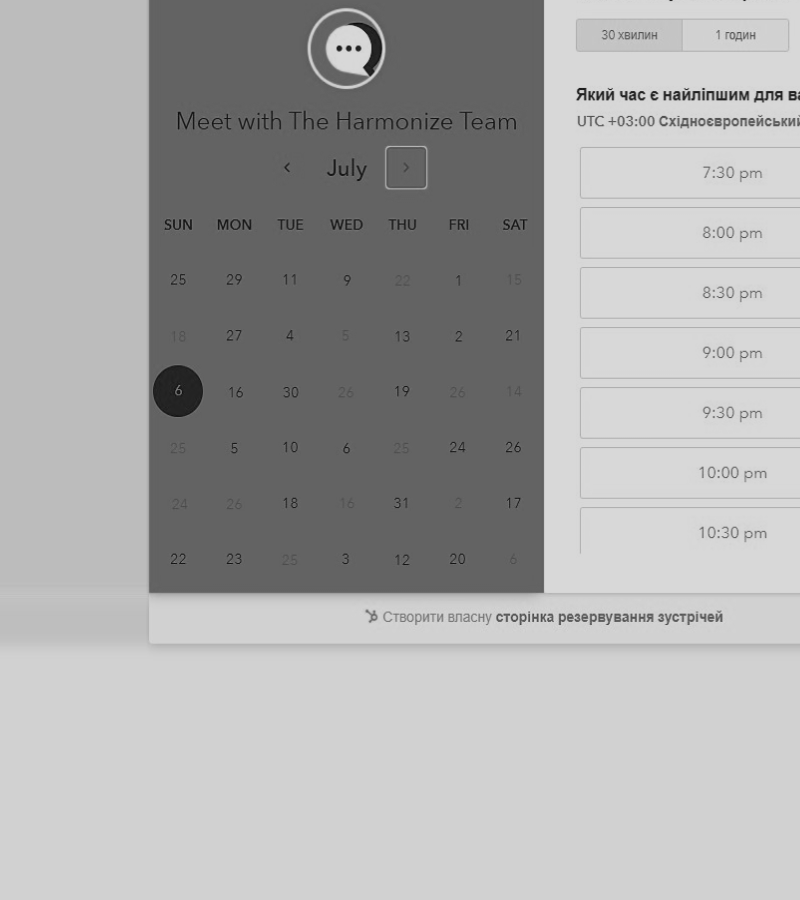 30 хвилин 1 годин
Meet with The Harmonize Team
Який час є найліпшим для
UTC +03:00 Східноєвропейський
July
7:30 pm
SUN MON TUE WED THU FRI SAT
8:00 pm
25 29 11 9 22 1 15
8:30 pm
18 27 4 5 13 2 21
9:00 pm
6 16 30 26 19 26 14
9:30 pm
25 5 10 6 25 24 26
10:00 pm
24 26 18 16 31 2 17
10:30 pm
22 23 25 3 12 20 6
Створити власну сторінка резервування зустрічей